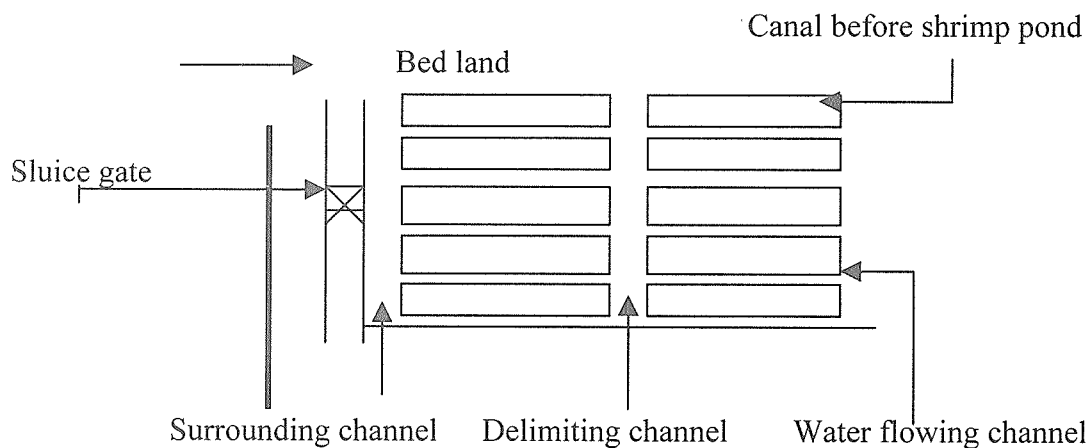 Canal before shrimp pond
Bed land
Sluice gate
Surrounding channel
Delimiting channel
Water flowing channel